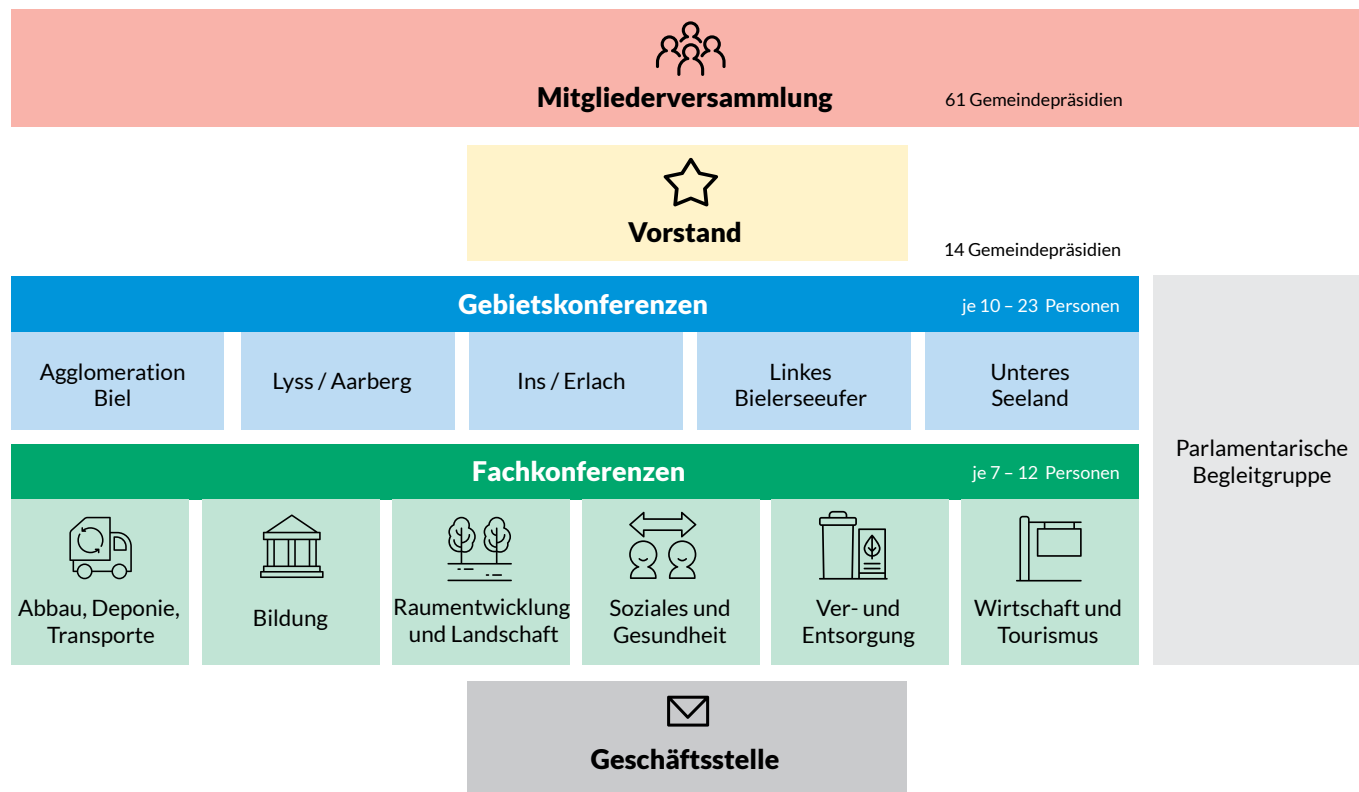 Mitgliederversammlung
61 Gemeindepräsidien
Vorstand
14 Gemeindepräsidien
Gebietskonferenzen
je 10 – 23 Personen
Agglomeration
Biel
Lyss / Aarberg
Ins / Erlach
Linkes
Bielerseeufer
Unteres
Seeland
Parlamentarische
Begleitgruppe
Fachkonferenzen
je 7 – 12 Personen
Abbau, Deponie,
Transporte
Bildung
Raumentwicklung
und Landschaft
Soziales und
Gesundheit
Ver- und
Entsorgung
Wirtschaft und
Tourismus
Geschäftsstelle